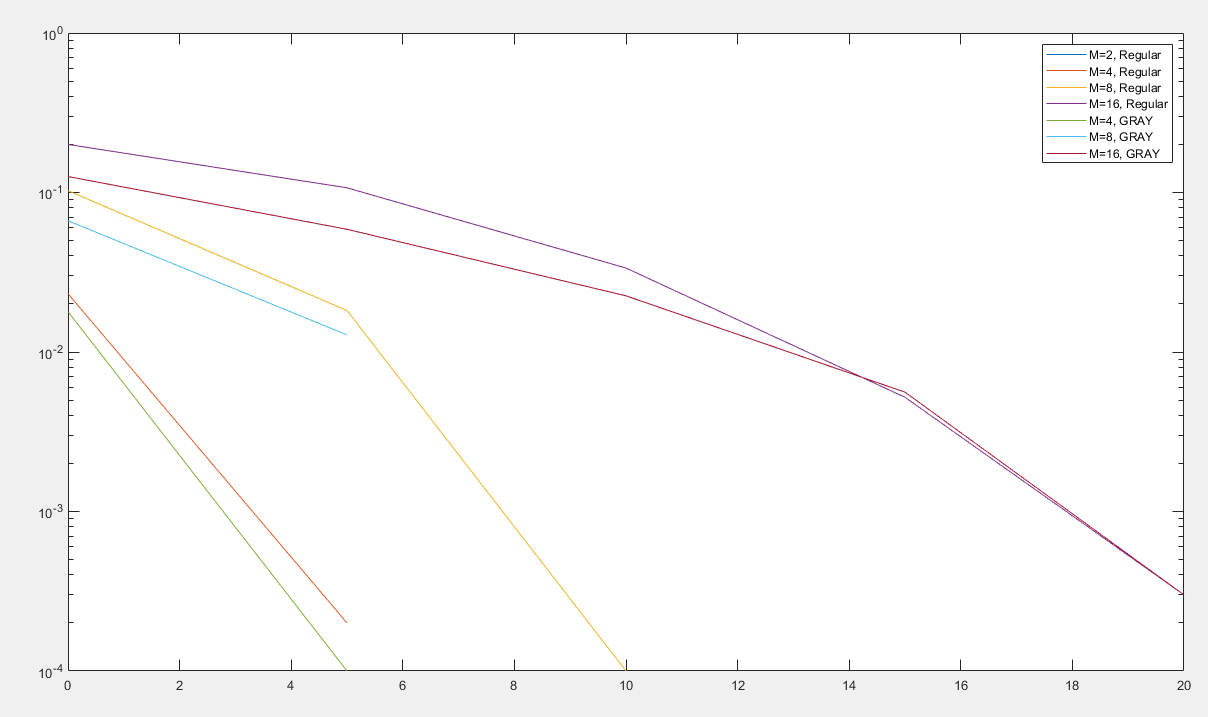 10^0
10^-1
10^-2
10^-3
10^-4
0 2 4 6 8 10 12 14 16 18 20
M=2, Regular
M=4, Regular
M=8, Regular
M=16, Regular
M=4, GRAY
M=8, GRAY
M=16, GRAY